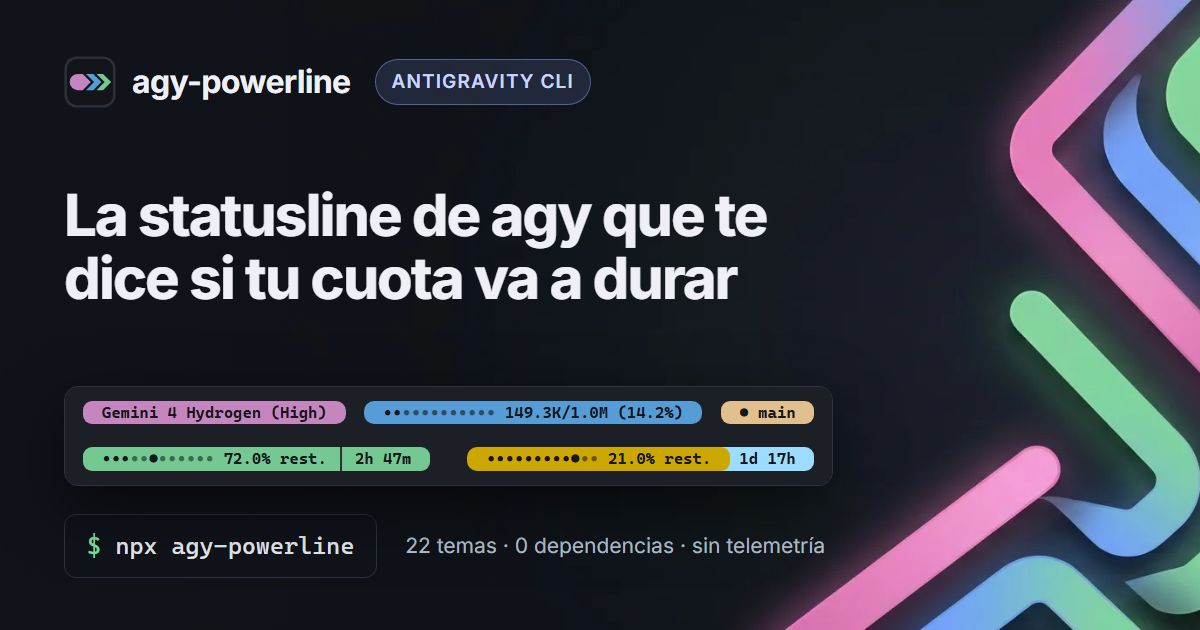 agy-powerline ANTIGRAVITY CLI
La statusline de agy que te
dice si tu cuota va a durar
Gemini 4 Hydrogen (High) 149.3K/1.0M (14.2%) main
72.0% rest. 2h 47m 21.0% rest. 1d 17h
$ npx agy-powerline 22 temas · 0 dependencias · sin telemetría